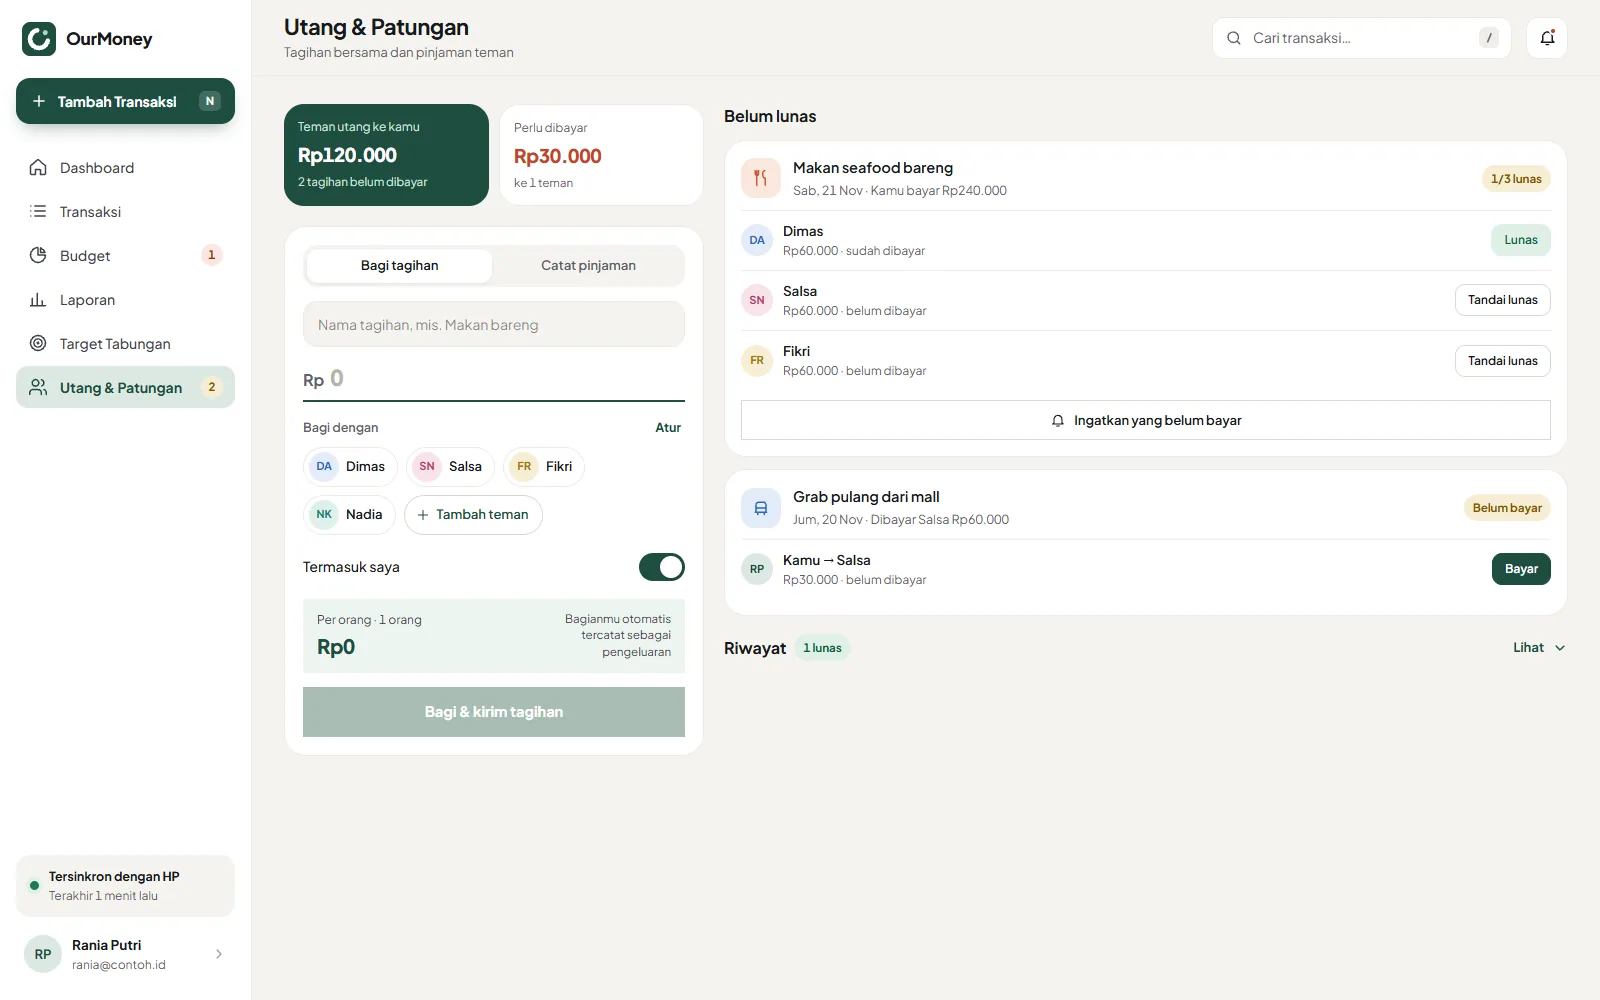 OurMoney
Tambah Transaksi N
Dashboard
Transaksi
Budget 1
Laporan
Target Tabungan
Utang & Patungan 2
Tersinkron dengan HP
Terakhir 1 menit lalu
RP
Rania Putri
rania@contoh.id
Utang & Patungan
Tagihan bersama dan pinjaman teman
Cari transaksi... /
Teman utang ke kamu
Rp120.000
2 tagihan belum dibayar
Perlu dibayar
Rp30.000
ke 1 teman
Bagi tagihan
Catat pinjaman
Nama tagihan, mis. Makan bareng
Rp 0
Bagi dengan
Atur
DA Dimas
SN Salsa
FR Fikri
NK Nadia
+ Tambah teman
Termasuk saya
Per orang · 1 orang
Rp0
Bagianmu otomatis
tercatat sebagai
pengeluaran
Bagi & kirim tagihan
Belum lunas
Makan seafood bareng
Sab, 21 Nov · Kamu bayar Rp240.000
1/3 lunas
DA
Dimas
Rp60.000 · sudah dibayar
Lunas
SN
Salsa
Rp60.000 · belum dibayar
Tandai lunas
FR
Fikri
Rp60.000 · belum dibayar
Tandai lunas
Ingatkan yang belum bayar
Grab pulang dari mall
Jum, 20 Nov · Dibayar Salsa Rp60.000
Belum bayar
RP
Kamu → Salsa
Rp30.000 · belum dibayar
Bayar
Riwayat
1 lunas
Lihat